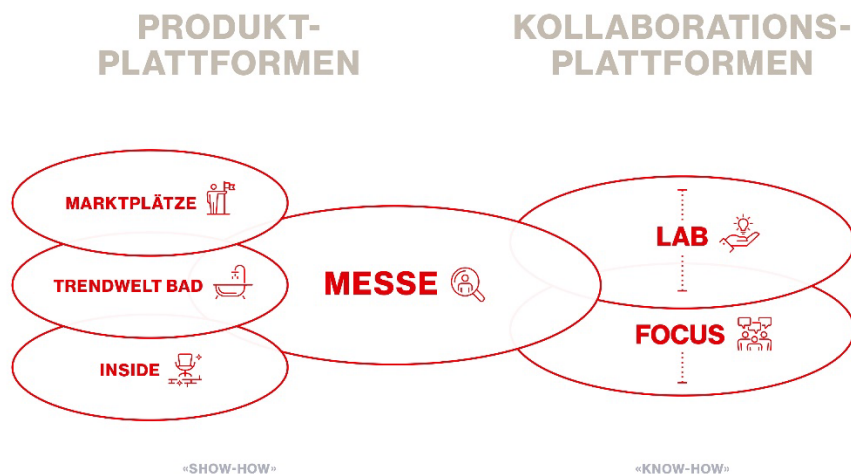 PRODUKT-
PLATTFORMEN
KOLLABORATIONS-
PLATTFORMEN
MARKTPLÄTZE
TRENDWELT BAD
INSIDE
MESSE
LAB
FOCUS
«SHOW-HOW»
«KNOW-HOW»